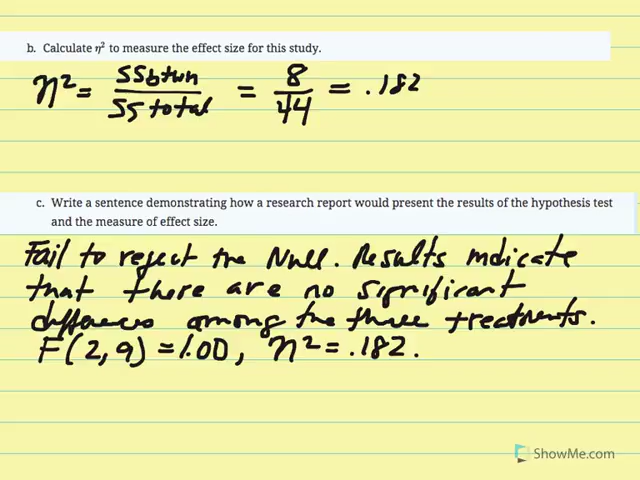 b. Calculate η² to measure the effect size for this study.
η² = SSbtwn / SS total = 8 / 44 = .182
c. Write a sentence demonstrating how a research report would present the results of the hypothesis test
and the measure of effect size.
Fail to reject the Null. Results indicate
that there are no significant
differences among the three treatments.
F(2,9) = 1.00, η² = .182.
ShowMe.com